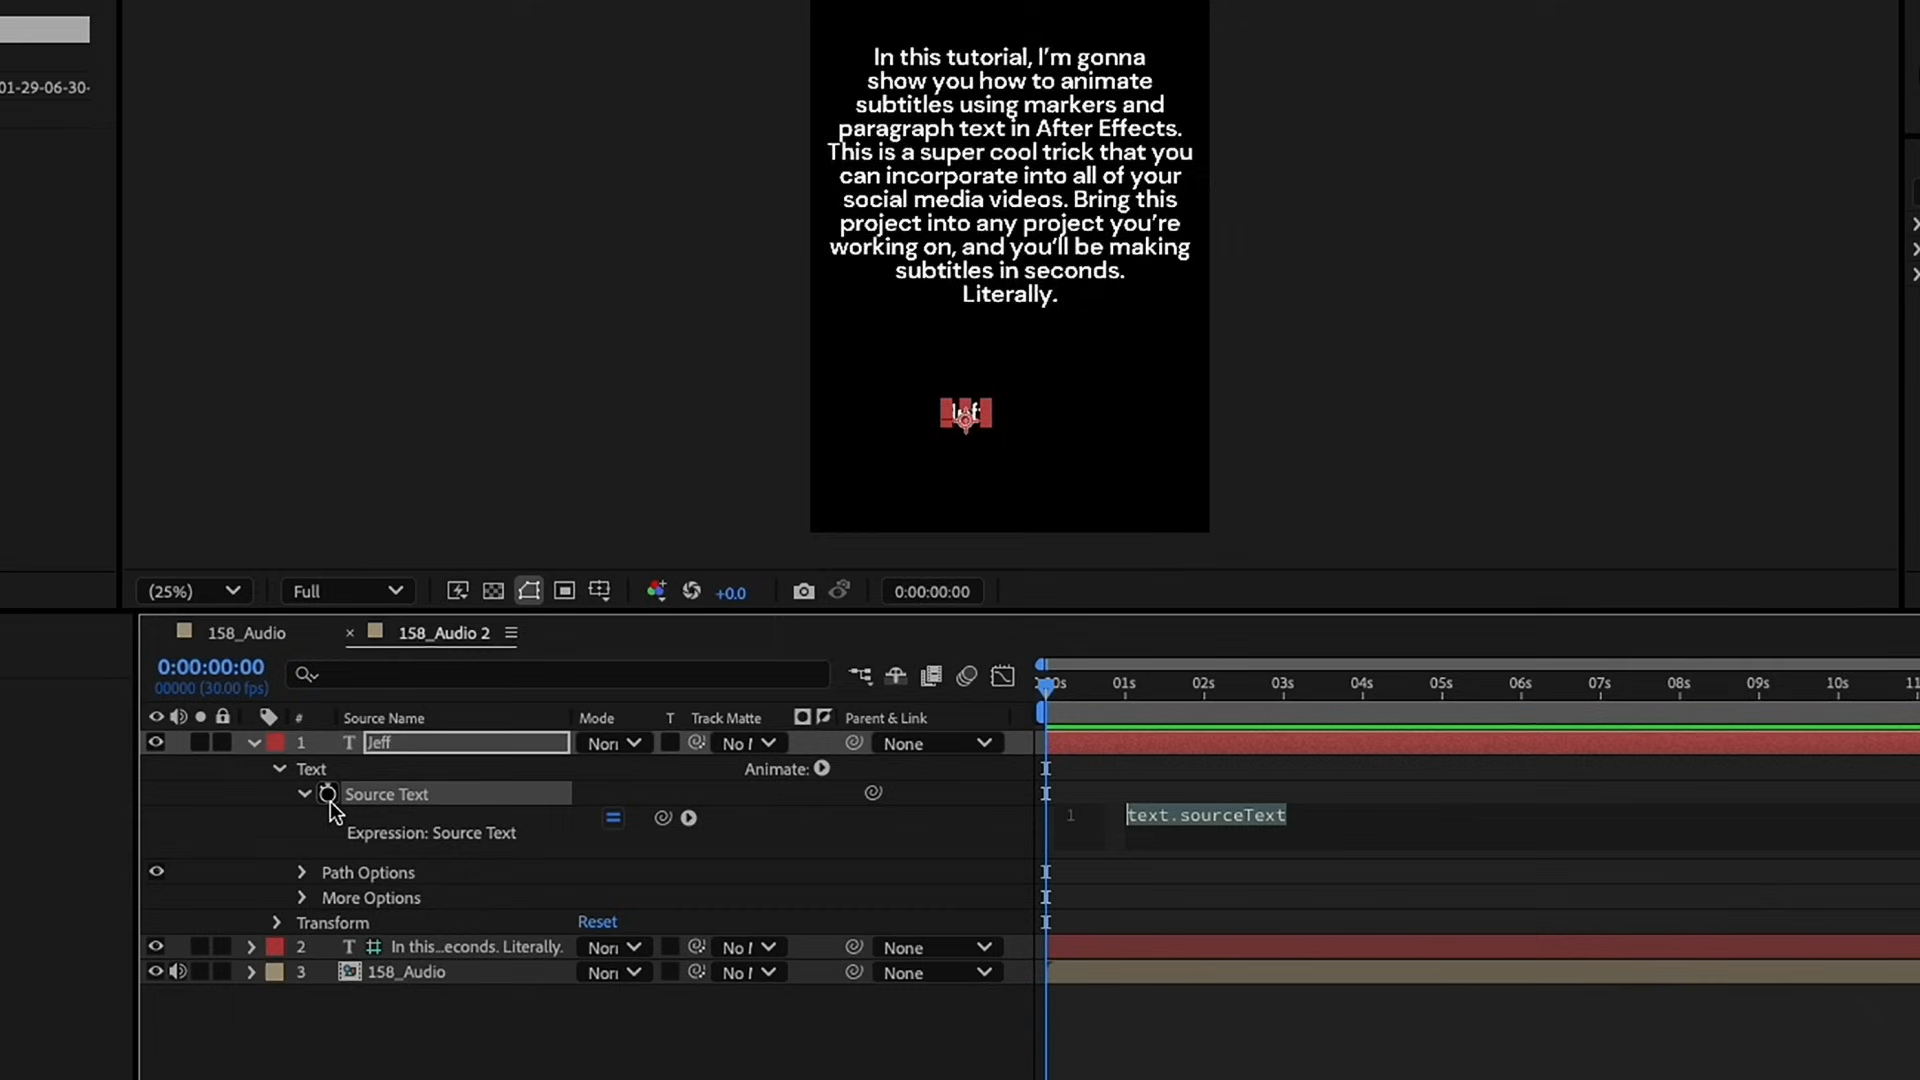 01-29-06-30-
In this tutorial, I'm gonna
show you how to animate
subtitles using markers and
paragraph text in After Effects.
This is a super cool trick that you
can incorporate into all of your
social media videos. Bring this
project into any project you're
working on, and you'll be making
subtitles in seconds.
Literally.
(25%) Full +0.0 0:00:00:00
158_Audio × 158_Audio 2
0:00:00:00
00000 (30.00 fps)
01s 02s 03s 04s 05s 06s 07s 08s 09s 10s 11
# Source Name Mode T Track Matte Parent & Link
1 T Jeff None
Text Animate:
Source Text
1 text.sourceText
Expression: Source Text
Path Options
More Options
Transform Reset
2 T In this...econds. Literally. None
3 158_Audio None